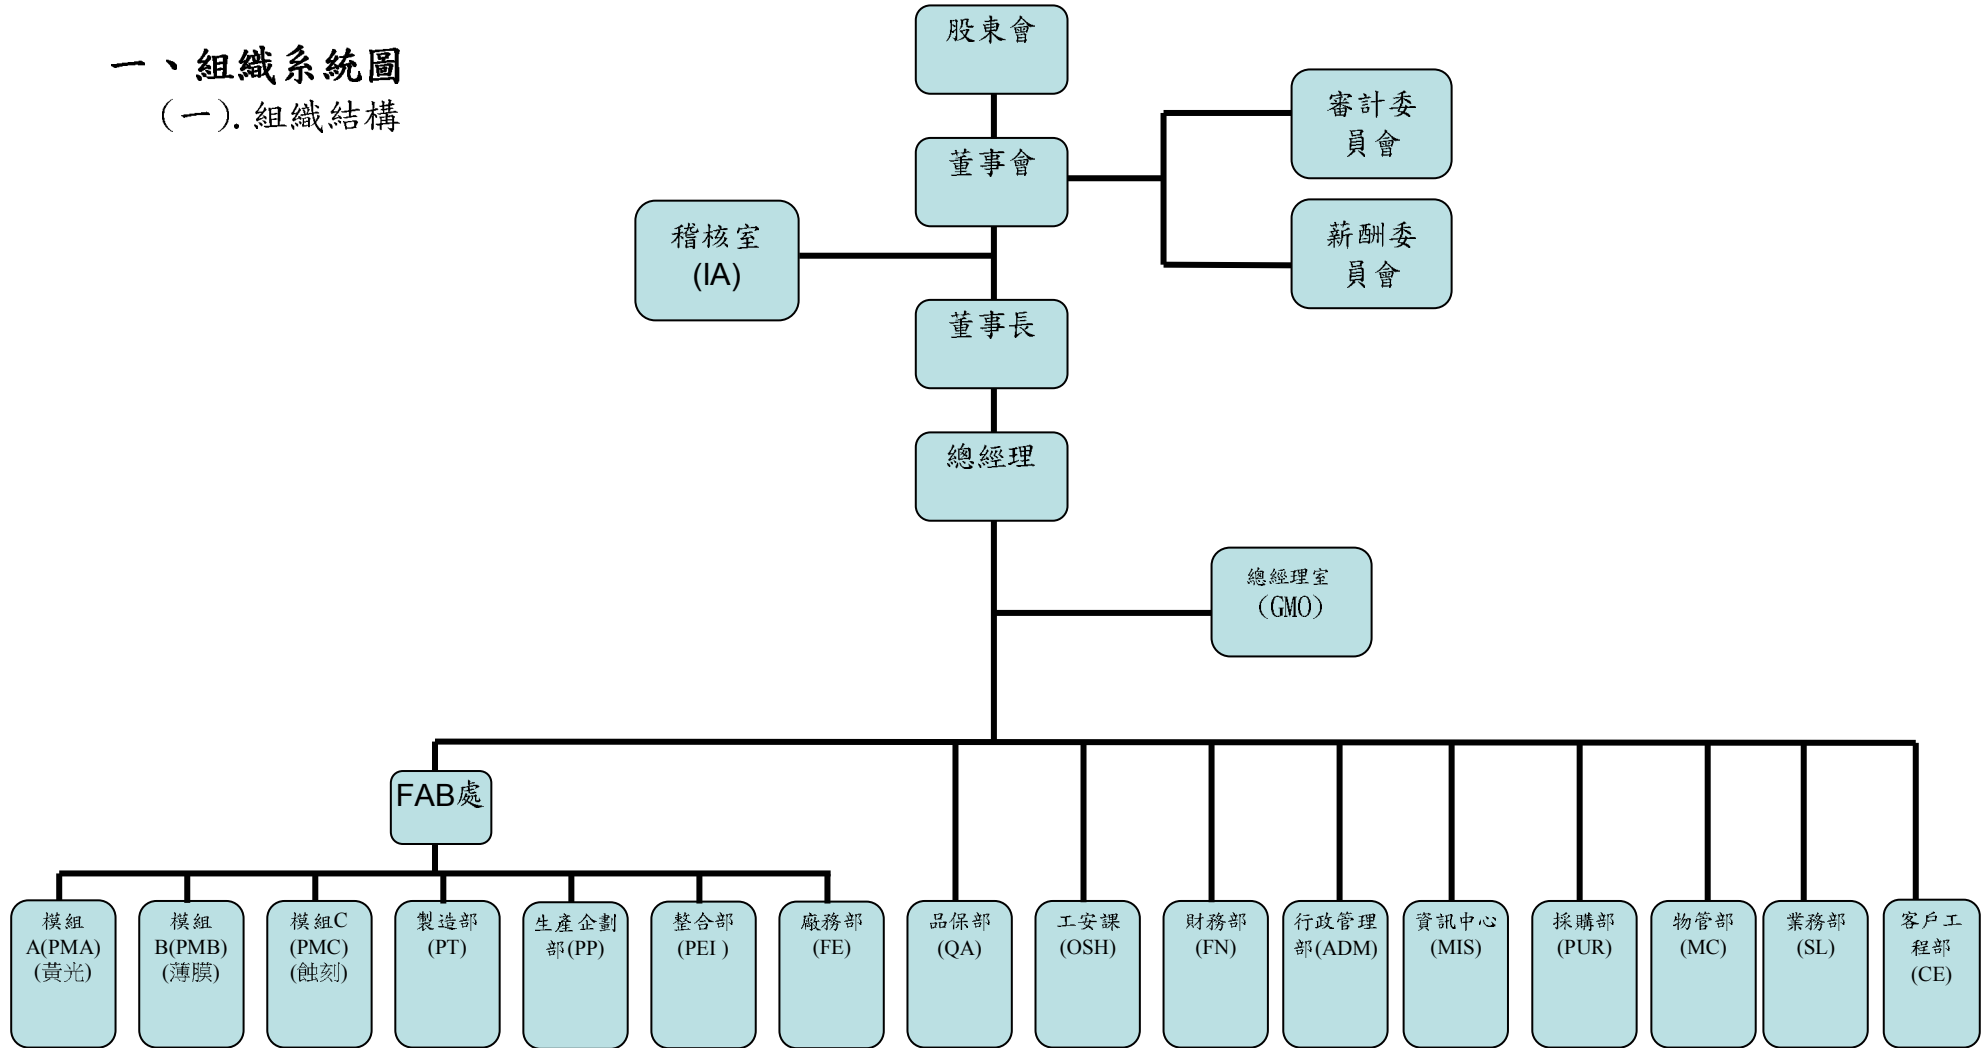 一、組織系統圖
(一). 組織結構
股東會
董事會
審計委
員會
薪酬委
員會
稽核室
(IA)
董事長
總經理
總經理室
(GMO)
FAB處
模組
A(PMA)
(黃光)
模組
B(PMB)
(薄膜)
模組C
(PMC)
(蝕刻)
製造部
(PT)
生產企劃
部(PP)
整合部
(PEI )
廠務部
(FE)
品保部
(QA)
工安課
(OSH)
財務部
(FN)
行政管理
部(ADM)
資訊中心
(MIS)
採購部
(PUR)
物管部
(MC)
業務部
(SL)
客戶工
程部
(CE)